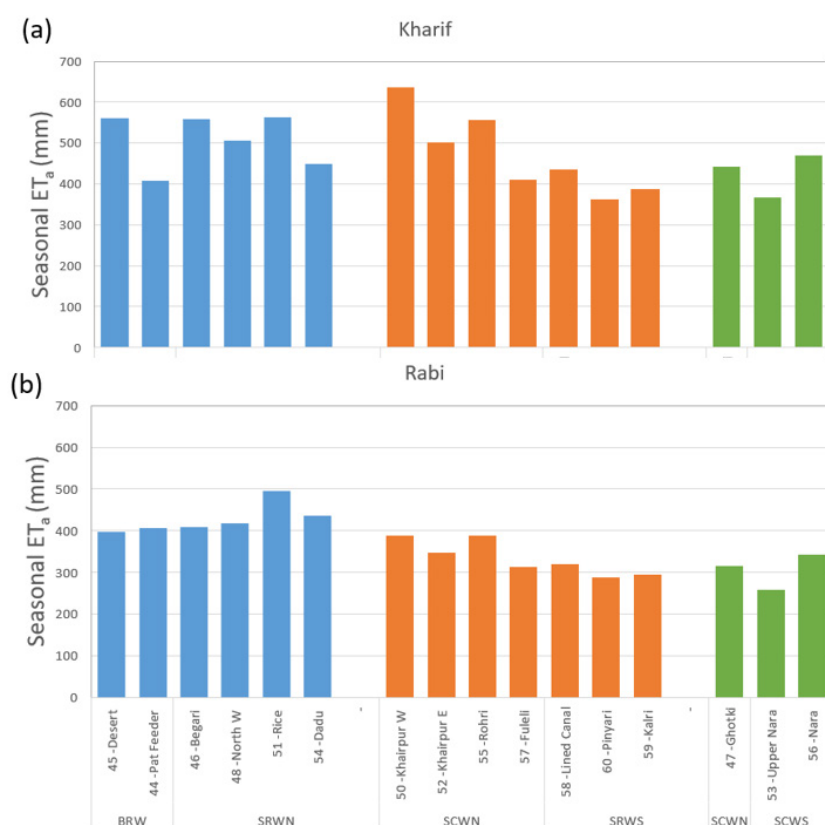 (a)
Kharif
Seasonal ETa (mm)
700
600
500
400
300
200
100
0
(b)
Rabi
Seasonal ETa (mm)
700
600
500
400
300
200
100
0
45 -Desert
44 -Pat Feeder
46 -Begari
48 -North W
51 -Rice
54 -Dadu
-
50 -Khairpur W
52 -Khairpur E
55 -Rohri
57 -Fuleli
58 -Lined Canal
60 -Pinyari
59 -Kalri
-
47 -Ghotki
53 -Upper Nara
56 -Nara
BRW
SRWN
SCWN
SRWS
SCWN
SCWS